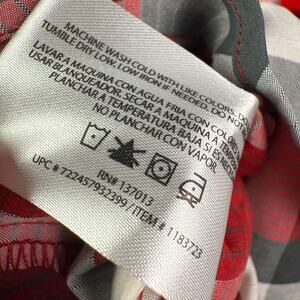 MACHINE WASH COLD WITH LIKE COLORS. DO
TUMBLE DRY LOW. LOW IRON IF NEEDED. DO NOT
LAVAR A MAQUINA CON AGUA FRIA CON COL
USAR BLANQUEADOR. SECAR A MAQUINA A
PLANCHAR A TEMPERATURA BAJA SI ES
NO PLANCHAR CON VAPOR.
RN# 137013
UPC # 722457932399 / ITEM # 1183723